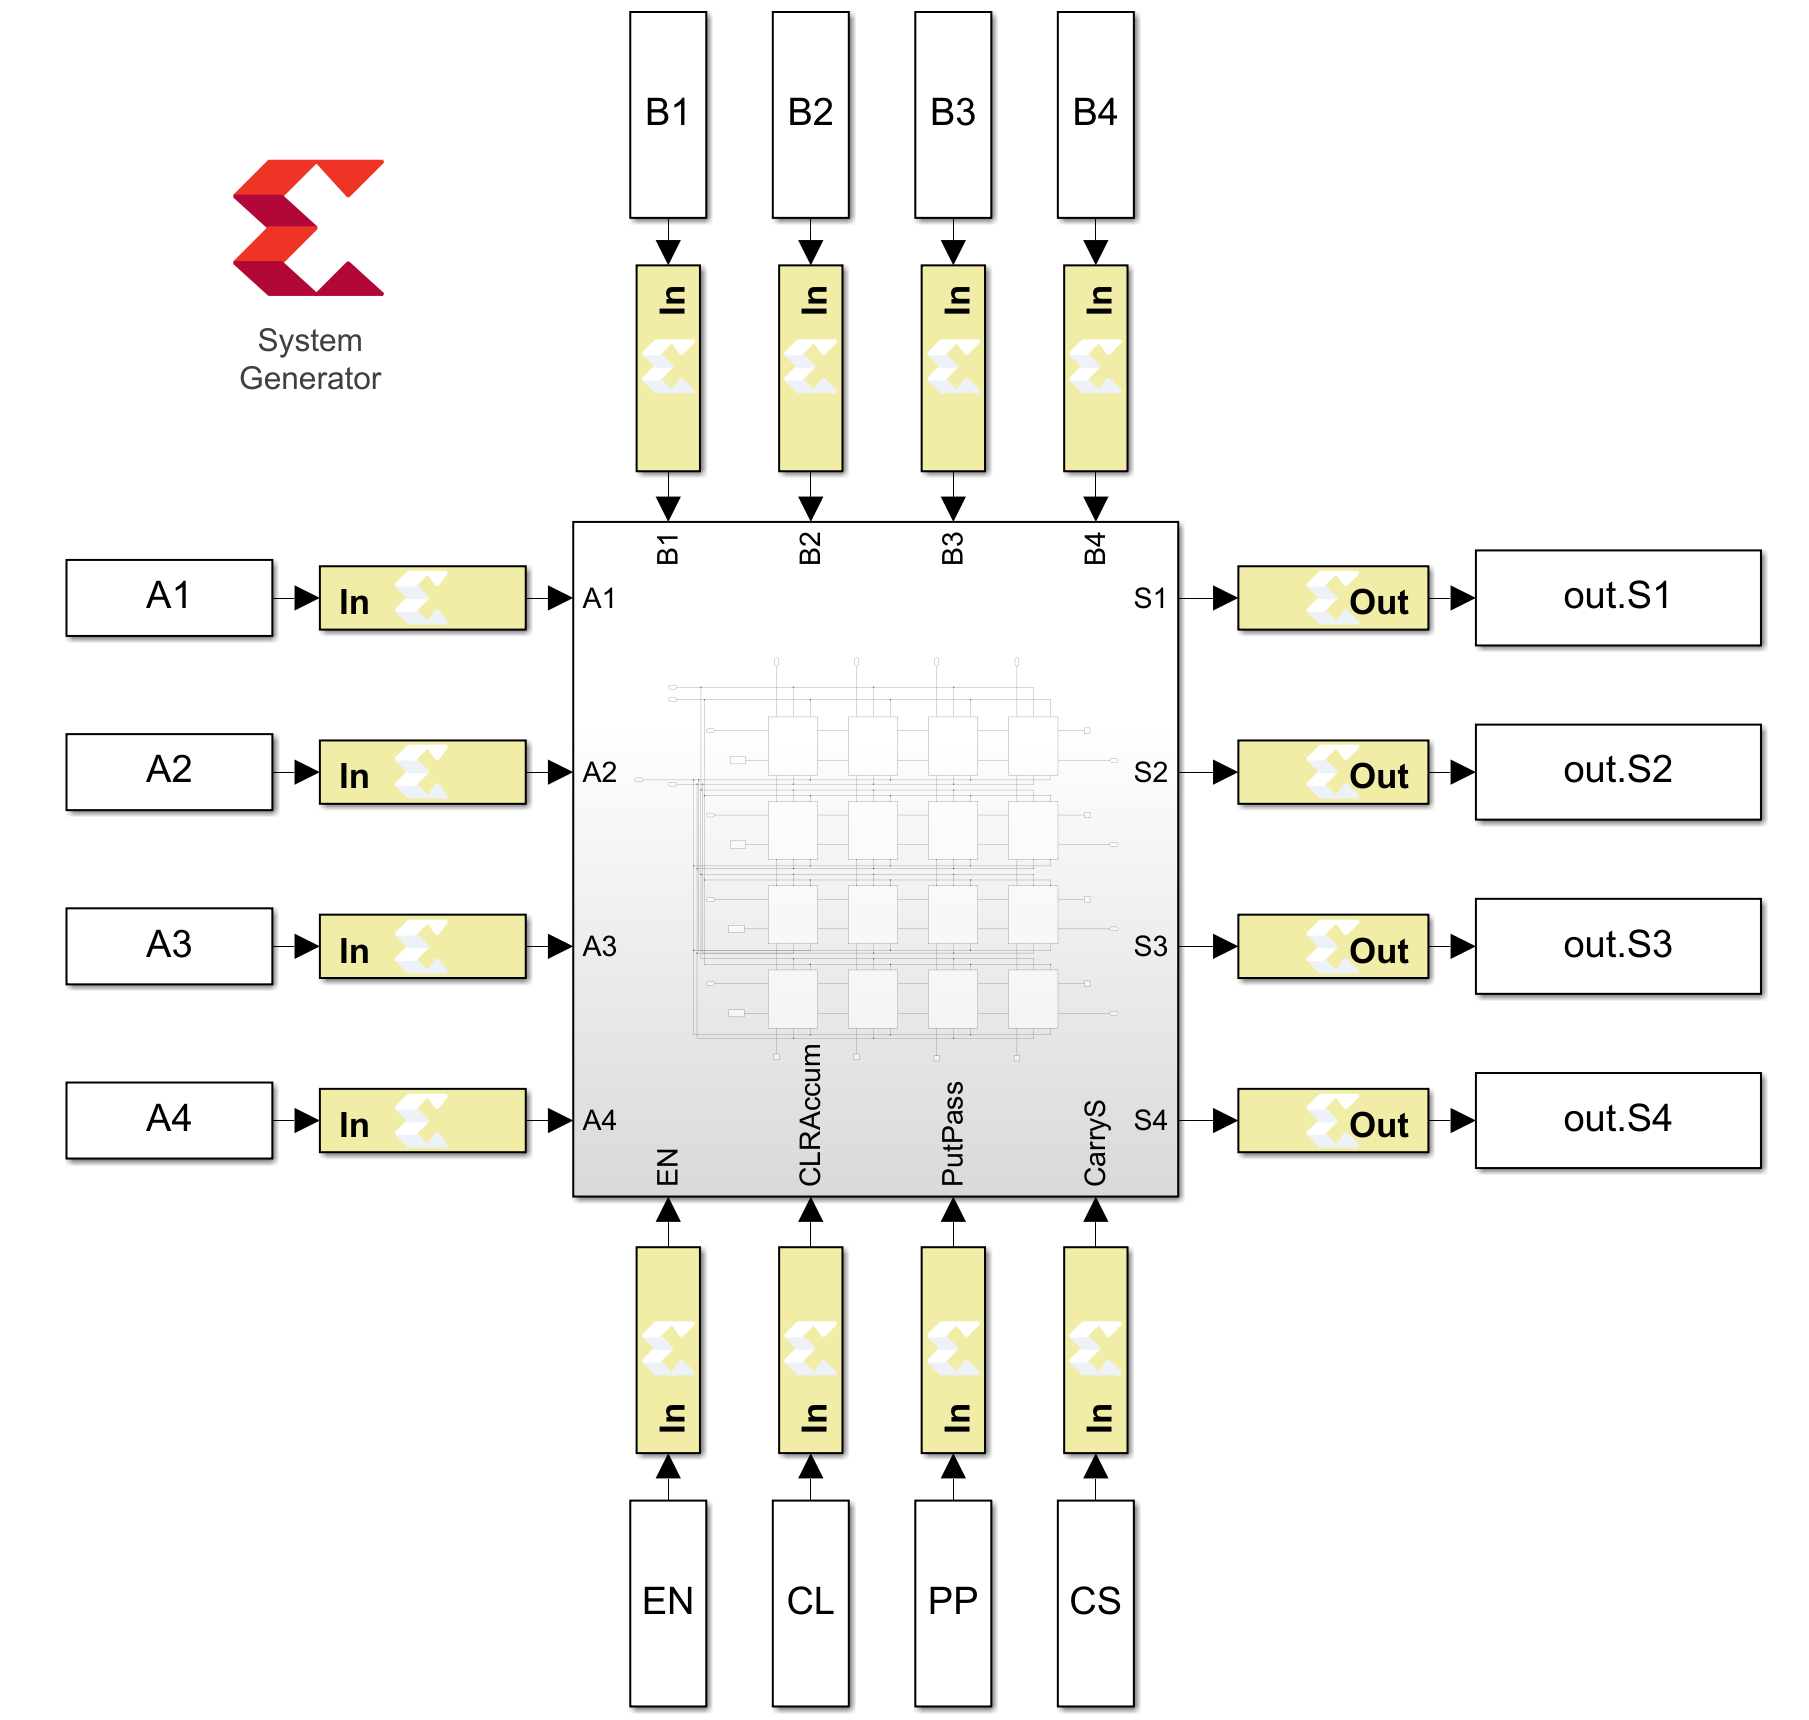 B1 B2 B3 B4
System
Generator
In In In In
B1 B2 B3 B4
A1 In A1 S1 Out out.S1
A2 In A2 S2 Out out.S2
A3 In A3 S3 Out out.S3
A4 In A4 S4 Out out.S4
EN CLRAccum PutPass CarryS
In In In In
EN CL PP CS